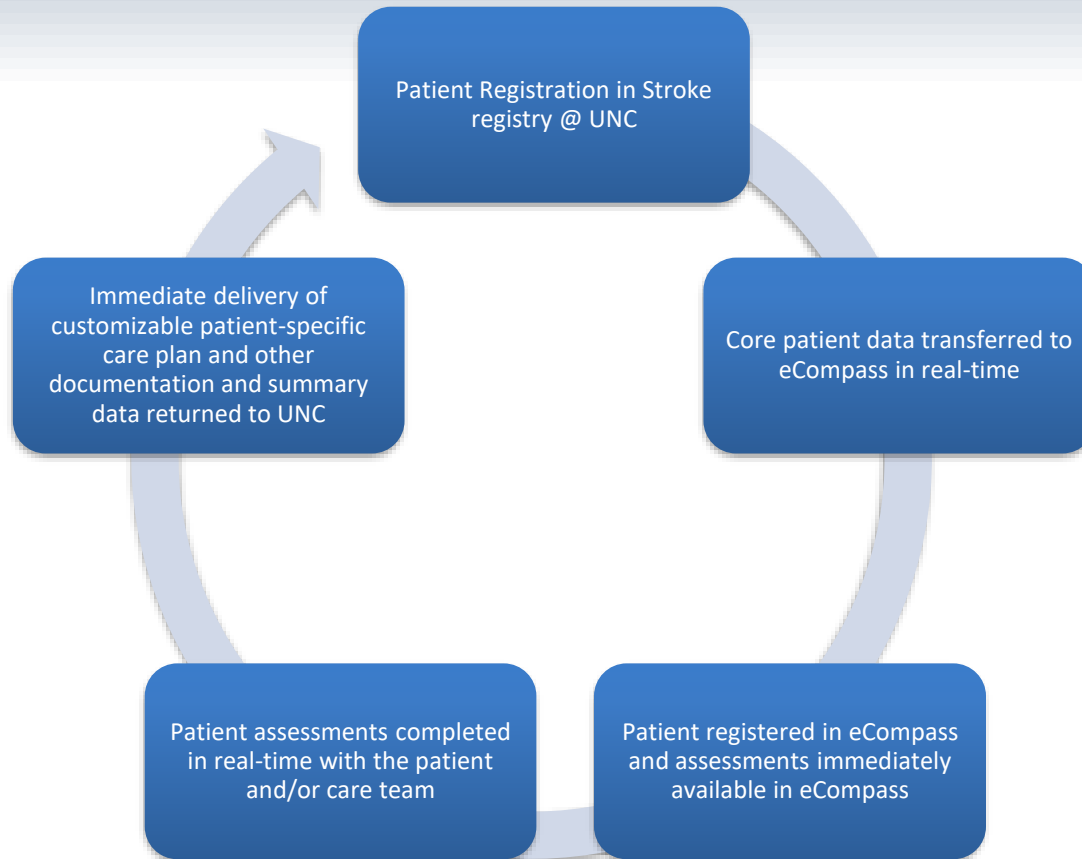 Patient Registration in Stroke
registry @ UNC
Core patient data transferred to
eCompass in real-time
Patient registered in eCompass
and assessments immediately
available in eCompass
Patient assessments completed
in real-time with the patient
and/or care team
Immediate delivery of
customizable patient-specific
care plan and other
documentation and summary
data returned to UNC